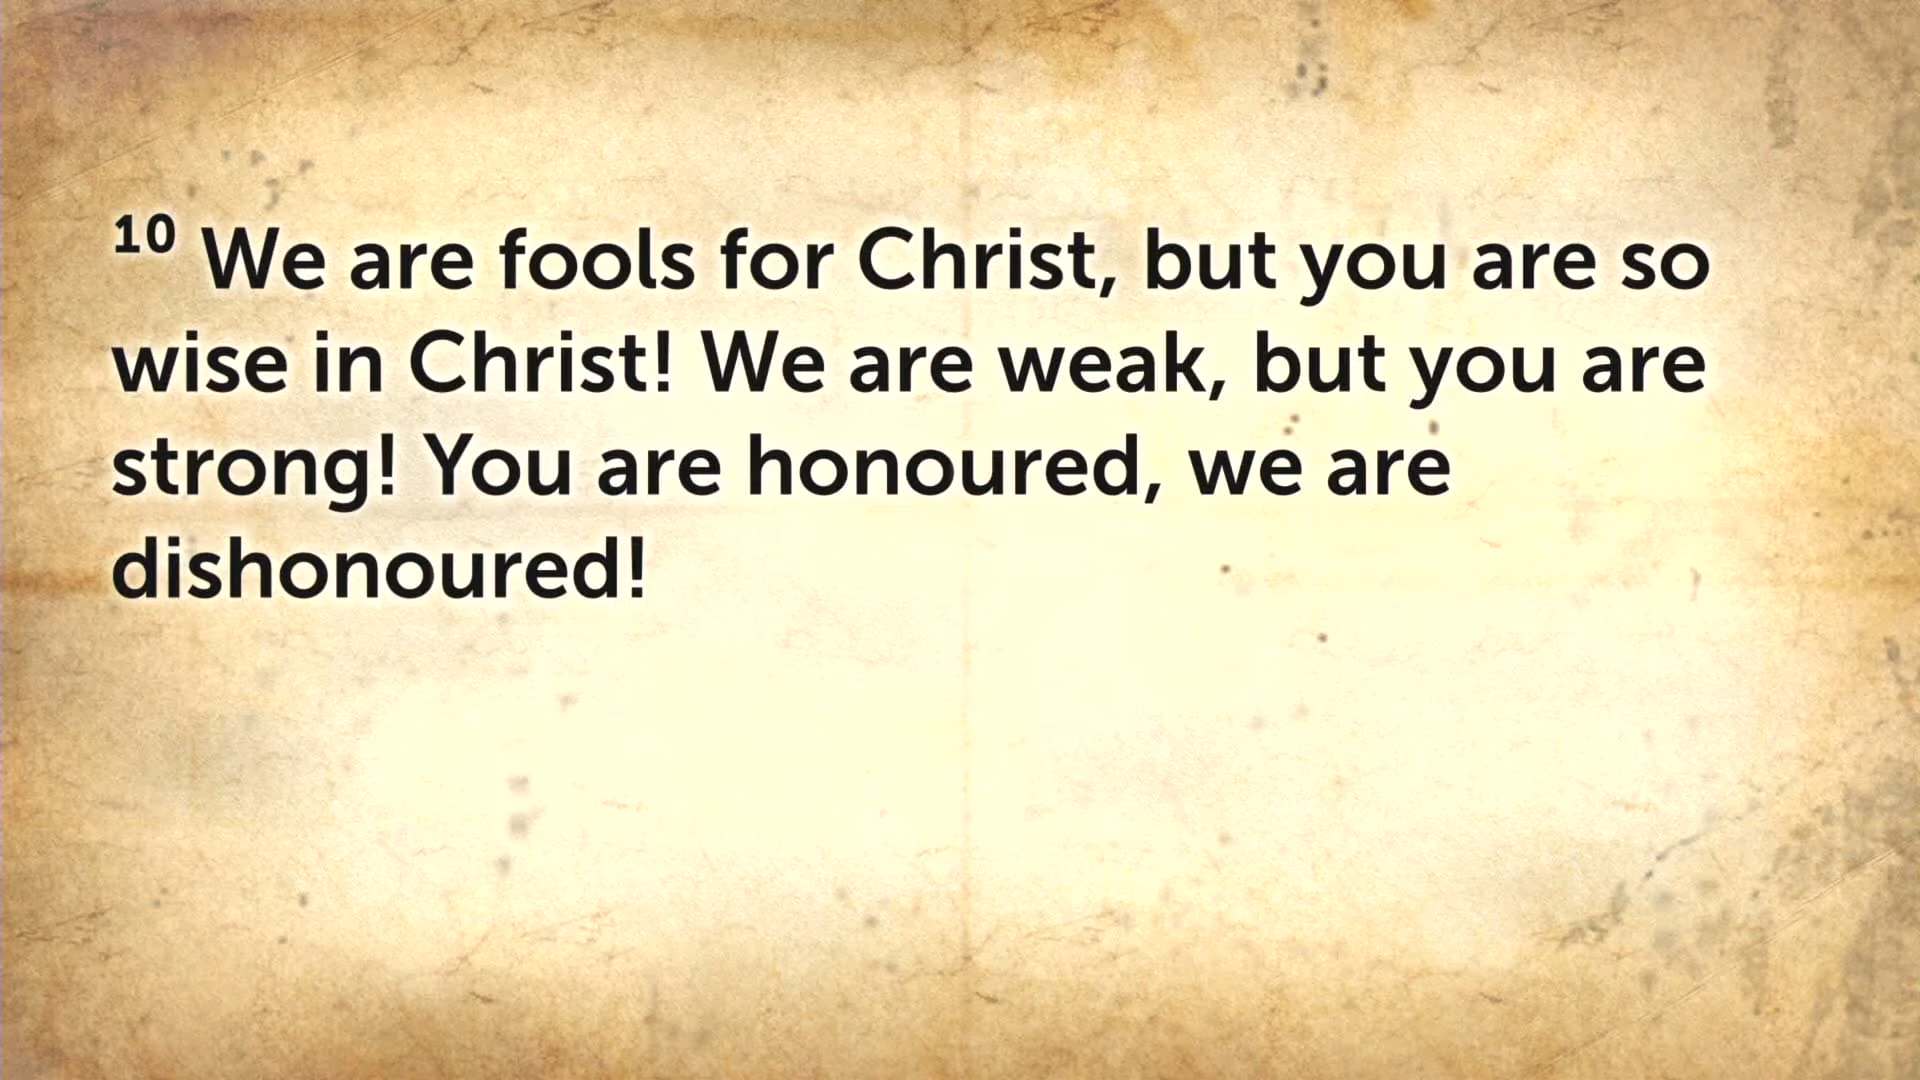 10 We are fools for Christ, but you are so
wise in Christ! We are weak, but you are
strong! You are honoured, we are
dishonoured!